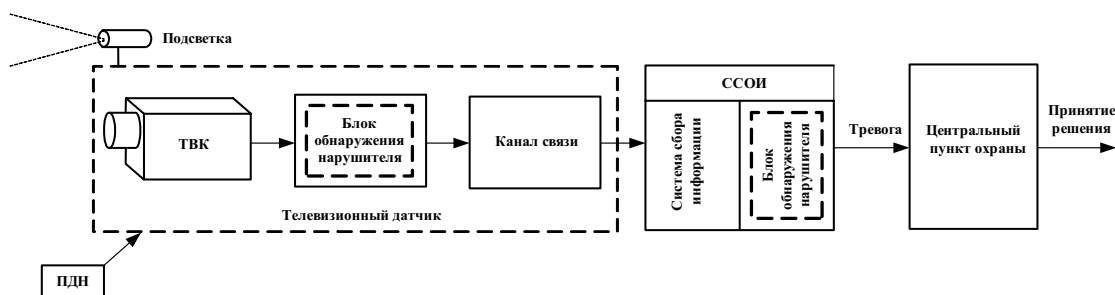 Подсветка
ТВК
Блок
обнаружения
нарушителя
Канал связи
Телевизионный датчик
ПДН
ССОИ
Система сбора
информации
Блок
обнаружения
нарушителя
Тревога
Центральный
пункт охраны
Принятие
решения